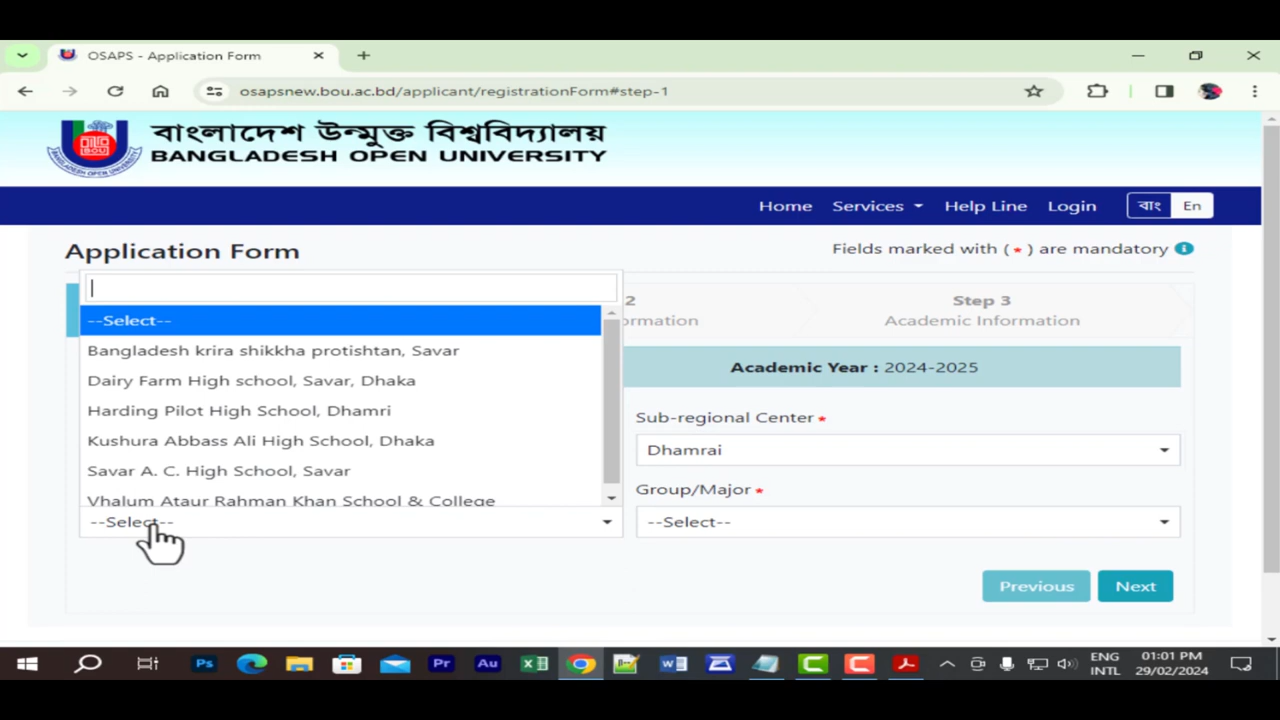 OSAPS - Application Form
osapsnew.bou.ac.bd/applicant/registrationForm#step-1
বাংলাদেশ উন্মুক্ত বিশ্ববিদ্যালয়
BANGLADESH OPEN UNIVERSITY
Home Services Help Line Login বাং En
Application Form
Fields marked with ( * ) are mandatory
--Select--
Bangladesh krira shikkha protishtan, Savar
Dairy Farm High school, Savar, Dhaka
Harding Pilot High School, Dhamri
Kushura Abbass Ali High School, Dhaka
Savar A. C. High School, Savar
Vhalum Ataur Rahman Khan School & College
--Select--
2
ormation
Step 3
Academic Information
Academic Year : 2024-2025
Sub-regional Center *
Dhamrai
Group/Major *
--Select--
Previous Next
Ps Pr Au
ENG
INTL
01:01 PM
29/02/2024